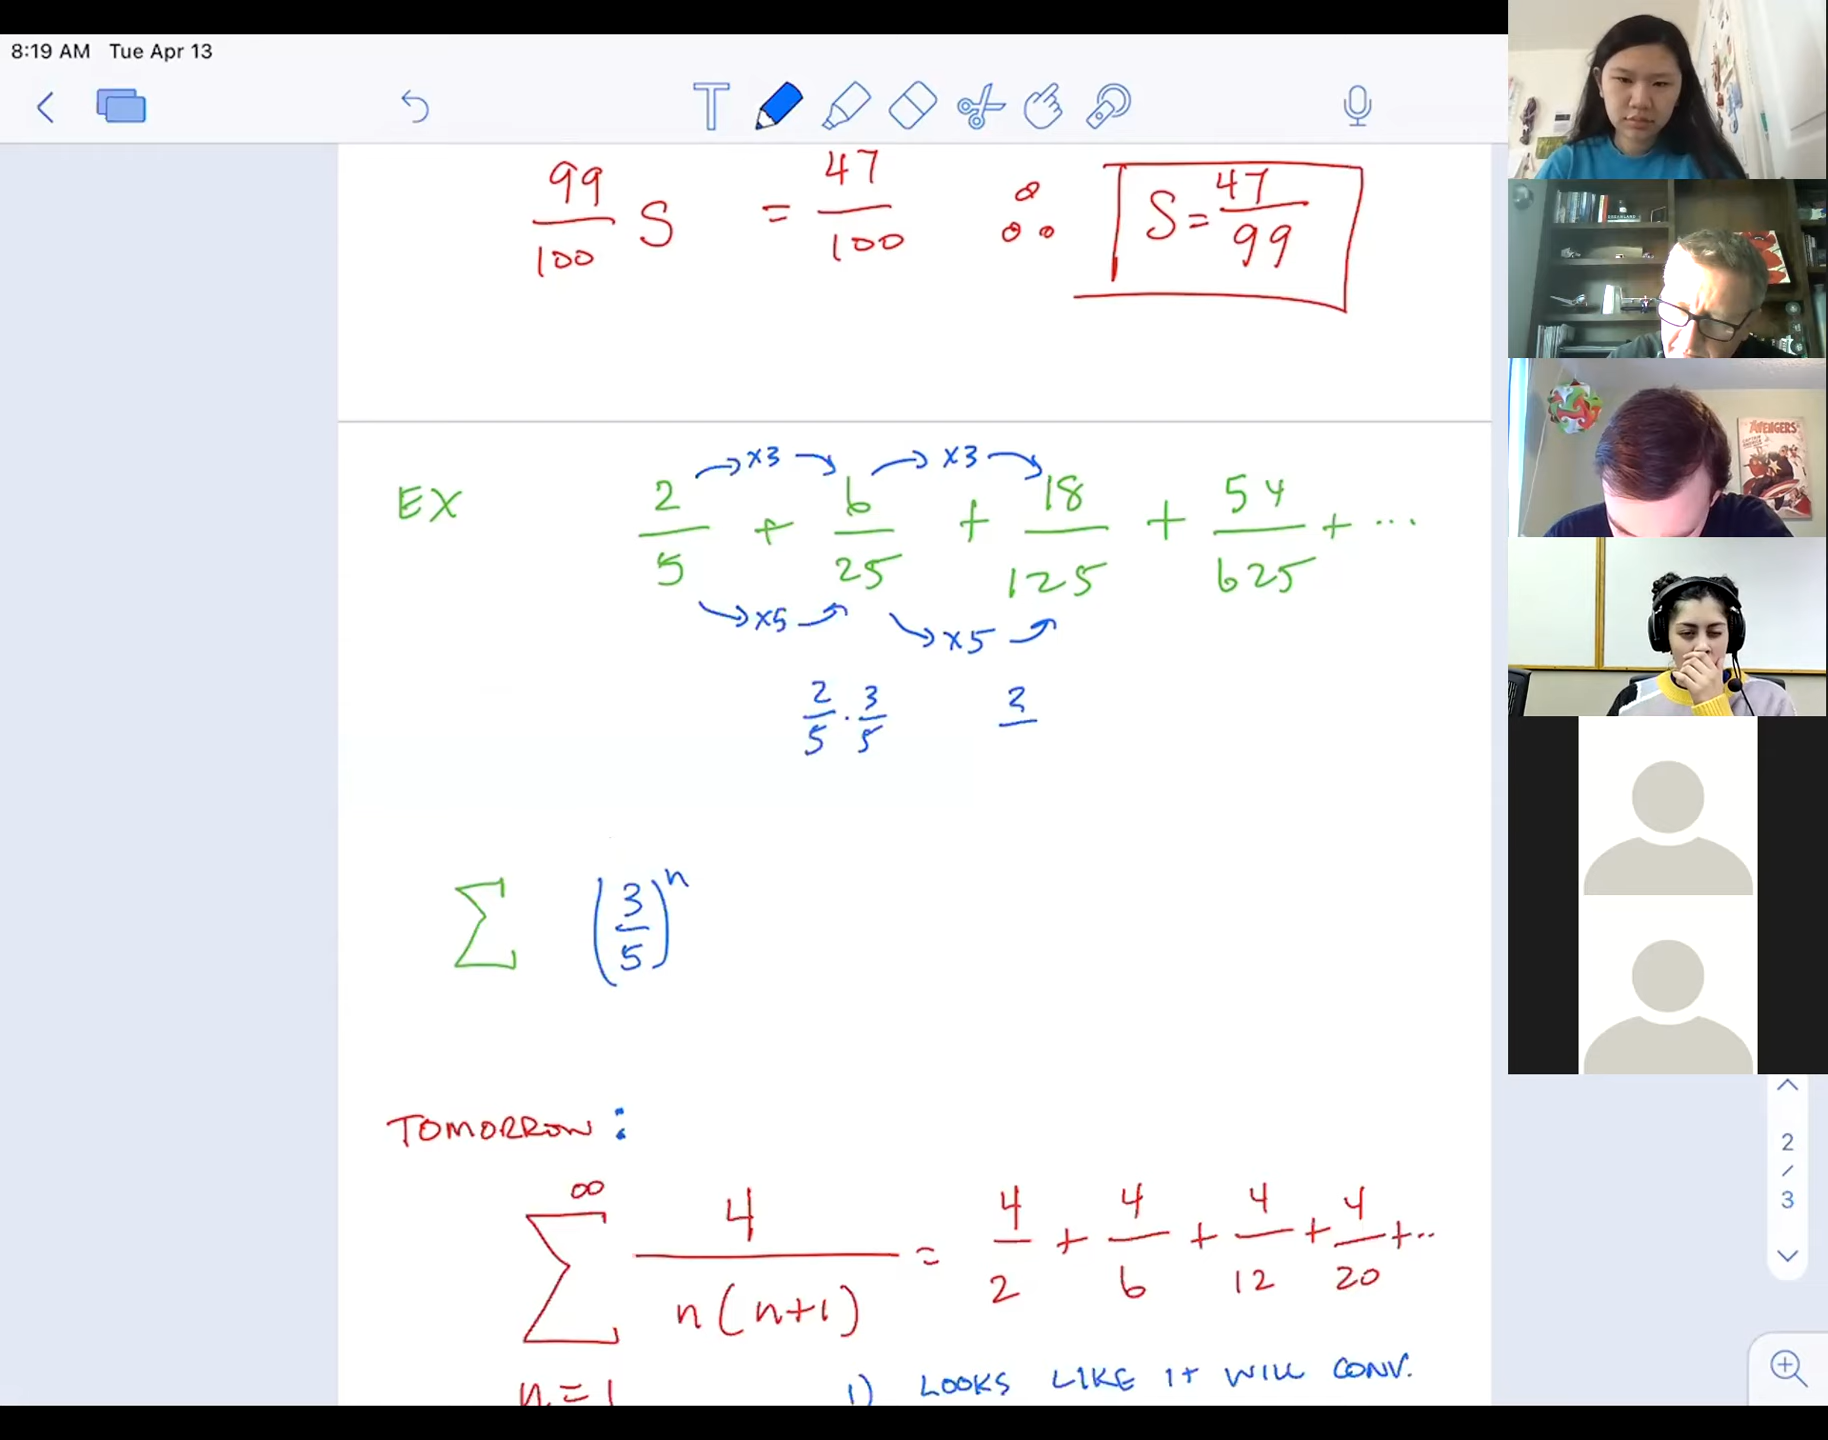 8:19 AM Tue Apr 13
99/100 S = 47/100 ∴ S = 47/99
EX 2/5 + 6/25 + 18/125 + 54/625 + ...
→ x3 → → x3 →
→ x5 → → x5 →
2/5 · 3/5 2/
Σ (3/5)^n
TOMORROW:
∞ Σ n=1 4/n(n+1) = 4/2 + 4/6 + 4/12 + 4/20 + ..
1) LOOKS LIKE IT WILL CONV.
AVENGERS
2 / 3